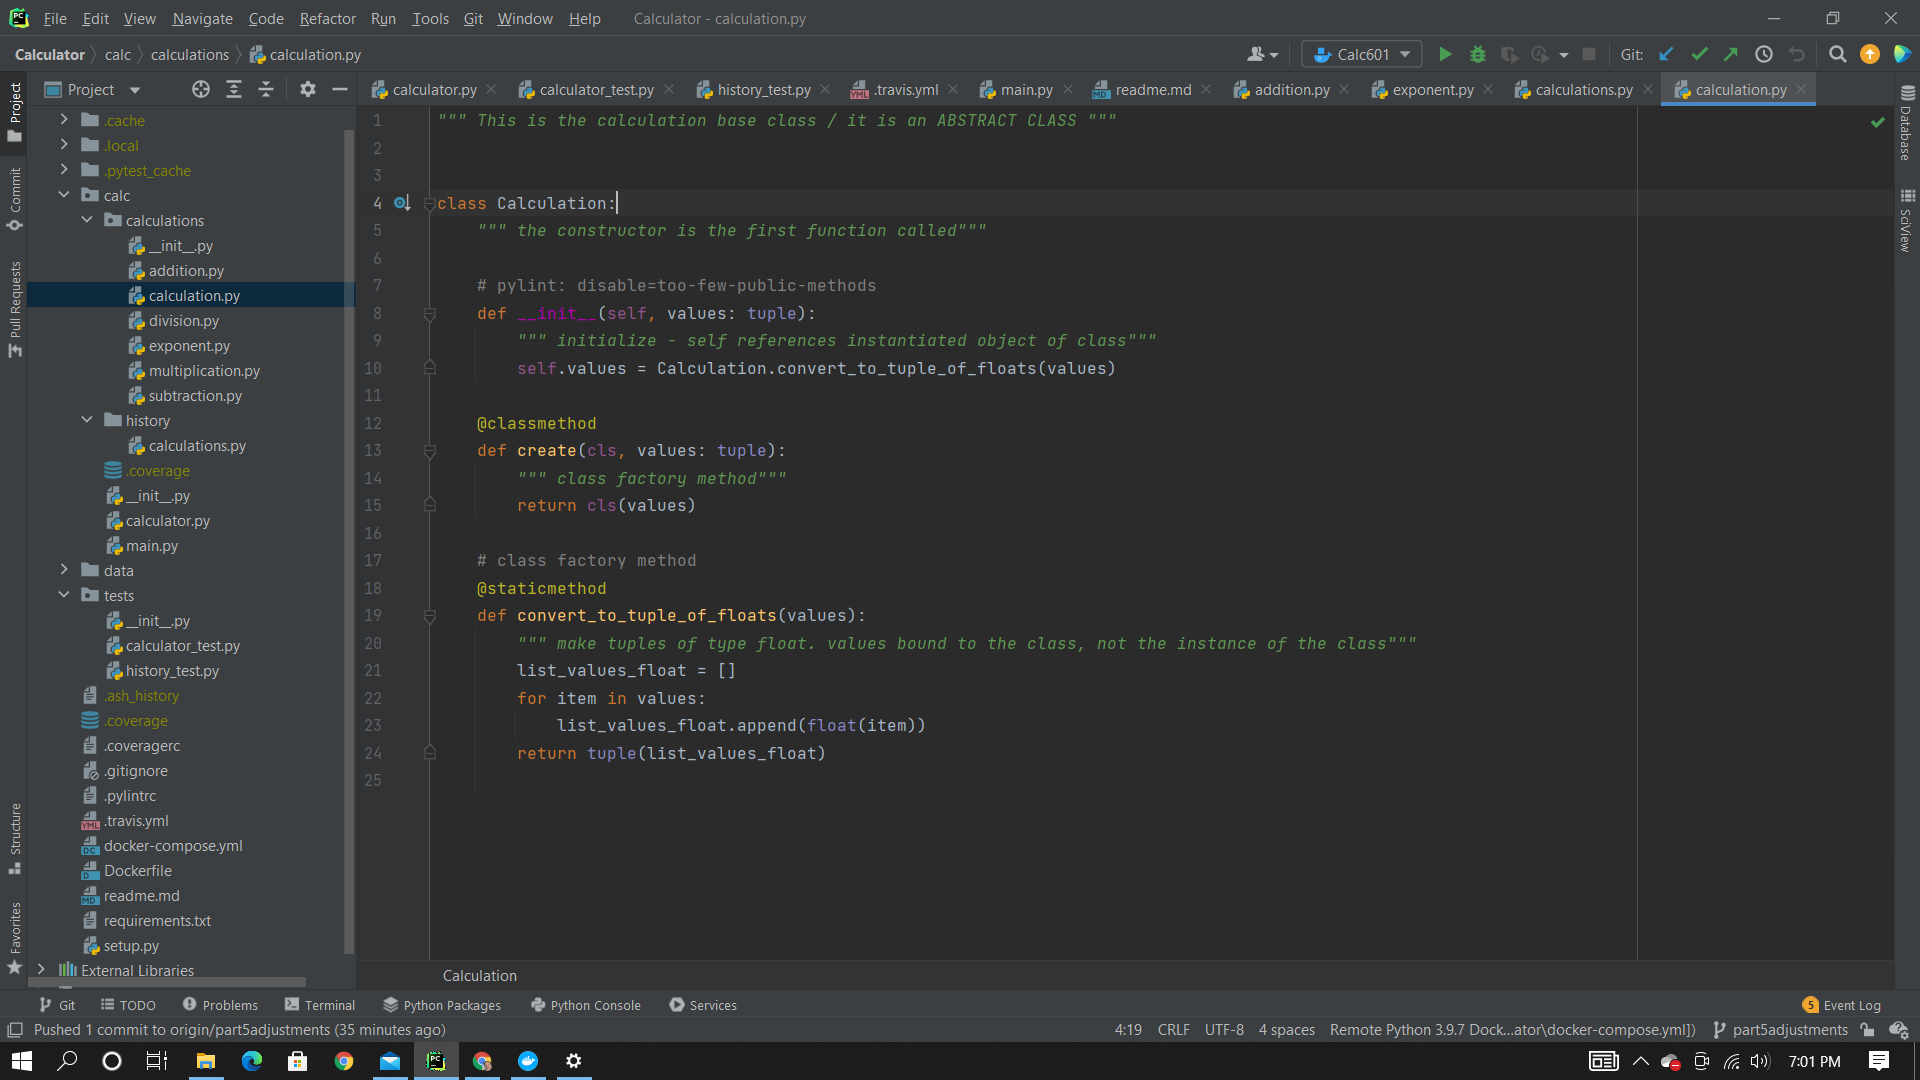 File Edit View Navigate Code Refactor Run Tools Git Window Help Calculator - calculation.py
Calculator calc calculations calculation.py Calc601 Git:
Project
calculator.py calculator_test.py history_test.py .travis.yml main.py readme.md addition.py exponent.py calculations.py calculation.py
Project
Commit
Pull Requests
Structure
Favorites
.cache
.local
.pytest_cache
calc
calculations
__init__.py
addition.py
calculation.py
division.py
exponent.py
multiplication.py
subtraction.py
history
calculations.py
.coverage
__init__.py
calculator.py
main.py
data
tests
__init__.py
calculator_test.py
history_test.py
.ash_history
.coverage
.coveragerc
.gitignore
.pylintrc
.travis.yml
docker-compose.yml
Dockerfile
readme.md
requirements.txt
setup.py
External Libraries
1 """ This is the calculation base class / it is an ABSTRACT CLASS """
2
3
4 class Calculation:
5 """ the constructor is the first function called"""
6
7 # pylint: disable=too-few-public-methods
8 def __init__(self, values: tuple):
9 """ initialize - self references instantiated object of class"""
10 self.values = Calculation.convert_to_tuple_of_floats(values)
11
12 @classmethod
13 def create(cls, values: tuple):
14 """ class factory method"""
15 return cls(values)
16
17 # class factory method
18 @staticmethod
19 def convert_to_tuple_of_floats(values):
20 """ make tuples of type float. values bound to the class, not the instance of the class"""
21 list_values_float = []
22 for item in values:
23 list_values_float.append(float(item))
24 return tuple(list_values_float)
25
Database
SciView
Calculation
Git TODO Problems Terminal Python Packages Python Console Services 5 Event Log
Pushed 1 commit to origin/part5adjustments (35 minutes ago) 4:19 CRLF UTF-8 4 spaces Remote Python 3.9.7 Dock...ator\docker-compose.yml]) part5adjustments
7:01 PM